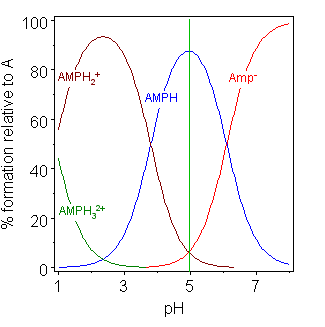 % formation relative to A
100
80
60
40
20
0
AMPH₂⁺
AMPH
Amp⁻
AMPH₃²⁺
1
3
5
7
pH